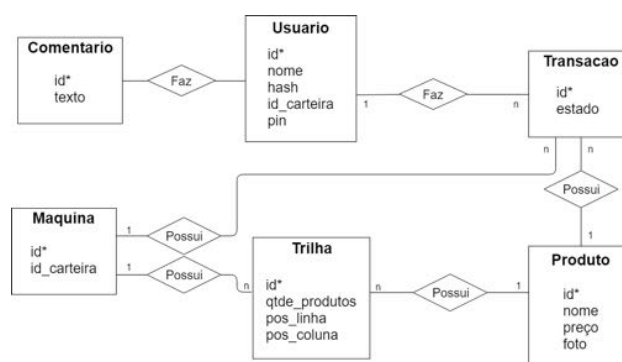 Usuario
id*
nome
hash
id_carteira
pin
Comentario
id*
texto
Faz
1
Faz
n
Transacao
id*
estado
n
n
Possui
1
Maquina
id*
id_carteira
1
Possui
1
Possui
n
Trilha
id*
qtde_produtos
pos_linha
pos_coluna
n
Possui
1
Produto
id*
nome
preço
foto